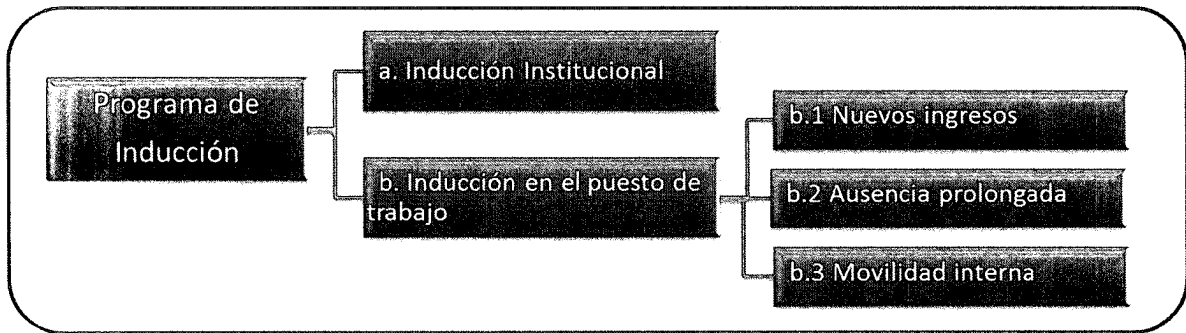 Programa de
Inducción
a. Inducción Institucional
b. Inducción en el puesto de
trabajo
b.1 Nuevos ingresos
b.2 Ausencia prolongada
b.3 Movilidad interna